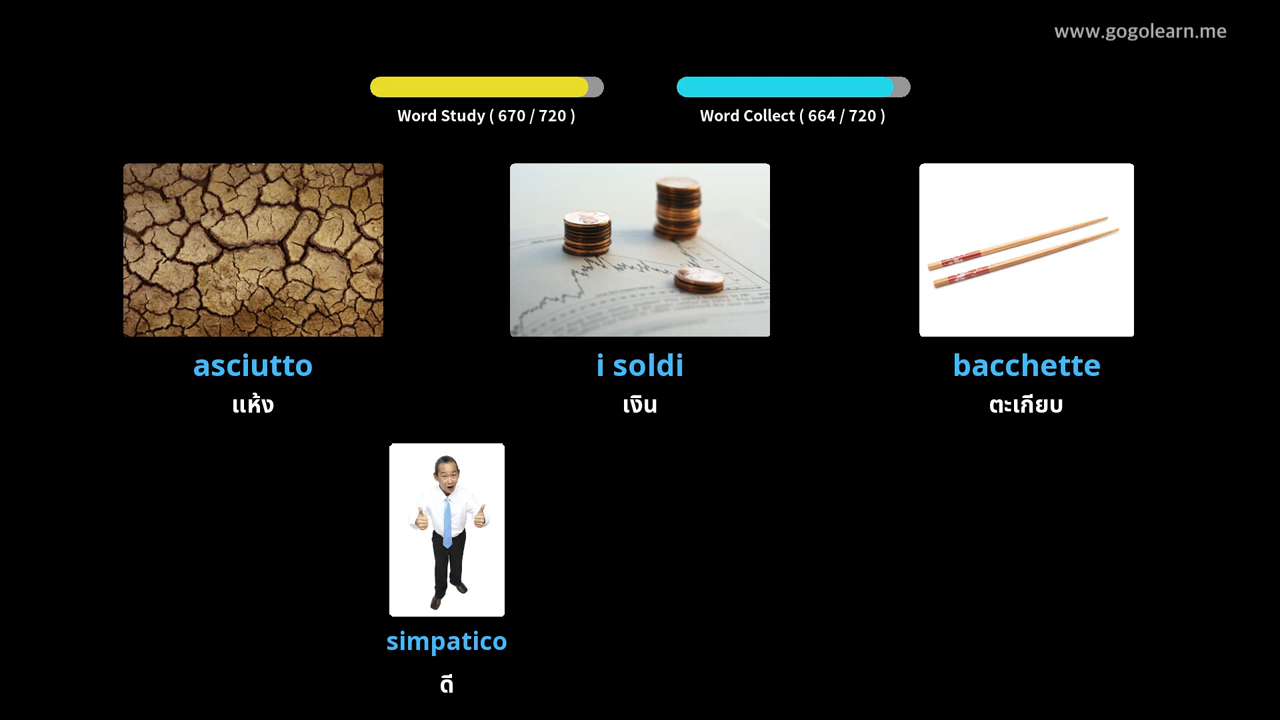 www.gogolearn.me
Word Study ( 670 / 720 )
Word Collect ( 664 / 720 )
asciutto
แห้ง
i soldi
เงิน
bacchette
ตะเกียบ
simpatico
ดี